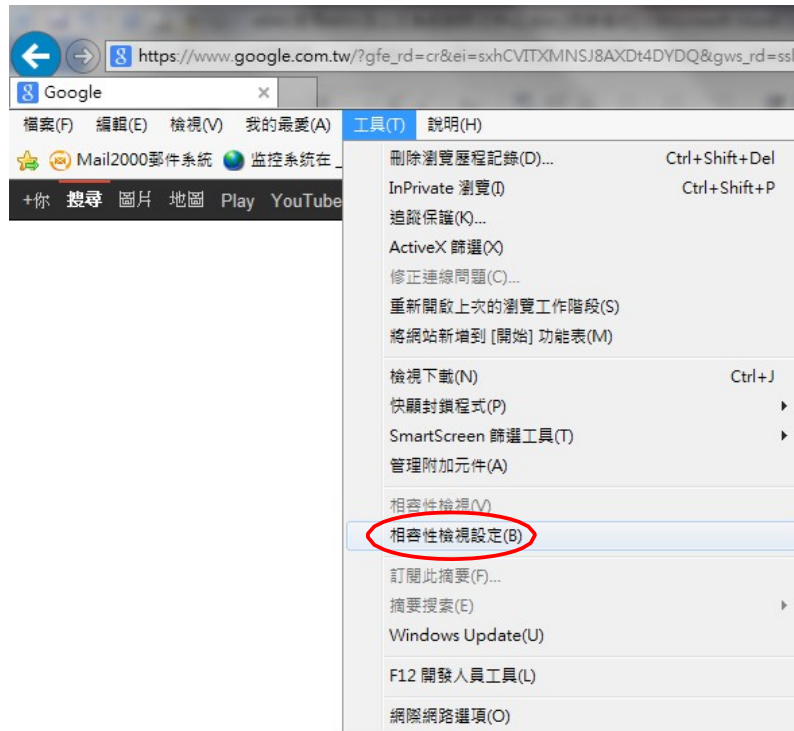 https://www.google.com.tw/?gfe_rd=cr&ei=sxhCVITXMNSJ8AXDt4DYDQ&gws_rd=ssl
Google
檔案(F) 編輯(E) 檢視(V) 我的最愛(A) 工具(T) 說明(H)
Mail2000郵件系統 监控系統在_
+你 搜尋 圖片 地圖 Play YouTube
刪除瀏覽歷程記錄(D)... Ctrl+Shift+Del
InPrivate 瀏覽(I) Ctrl+Shift+P
追蹤保護(K)...
ActiveX 篩選(X)
修正連線問題(C)...
重新開啟上次的瀏覽工作階段(S)
將網站新增到 [開始] 功能表(M)
檢視下載(N) Ctrl+J
快顯封鎖程式(P)
SmartScreen 篩選工具(T)
管理附加元件(A)
相容性檢視(V)
相容性檢視設定(B)
訂閱此摘要(F)...
摘要搜索(E)
Windows Update(U)
F12 開發人員工具(L)
網際網路選項(O)